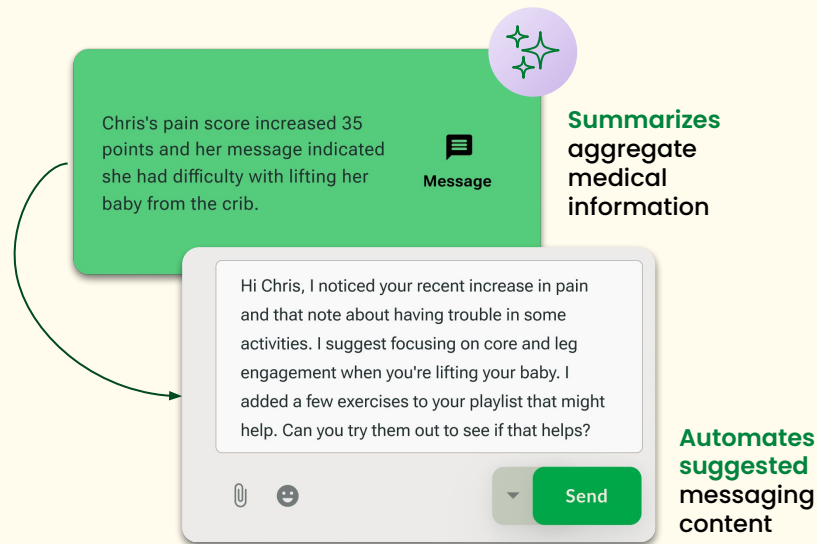 Chris's pain score increased 35
points and her message indicated
she had difficulty with lifting her
baby from the crib.
Message
Summarizes
aggregate
medical
information
Hi Chris, I noticed your recent increase in pain
and that note about having trouble in some
activities. I suggest focusing on core and leg
engagement when you're lifting your baby. I
added a few exercises to your playlist that might
help. Can you try them out to see if that helps?
Send
Automates
suggested
messaging
content